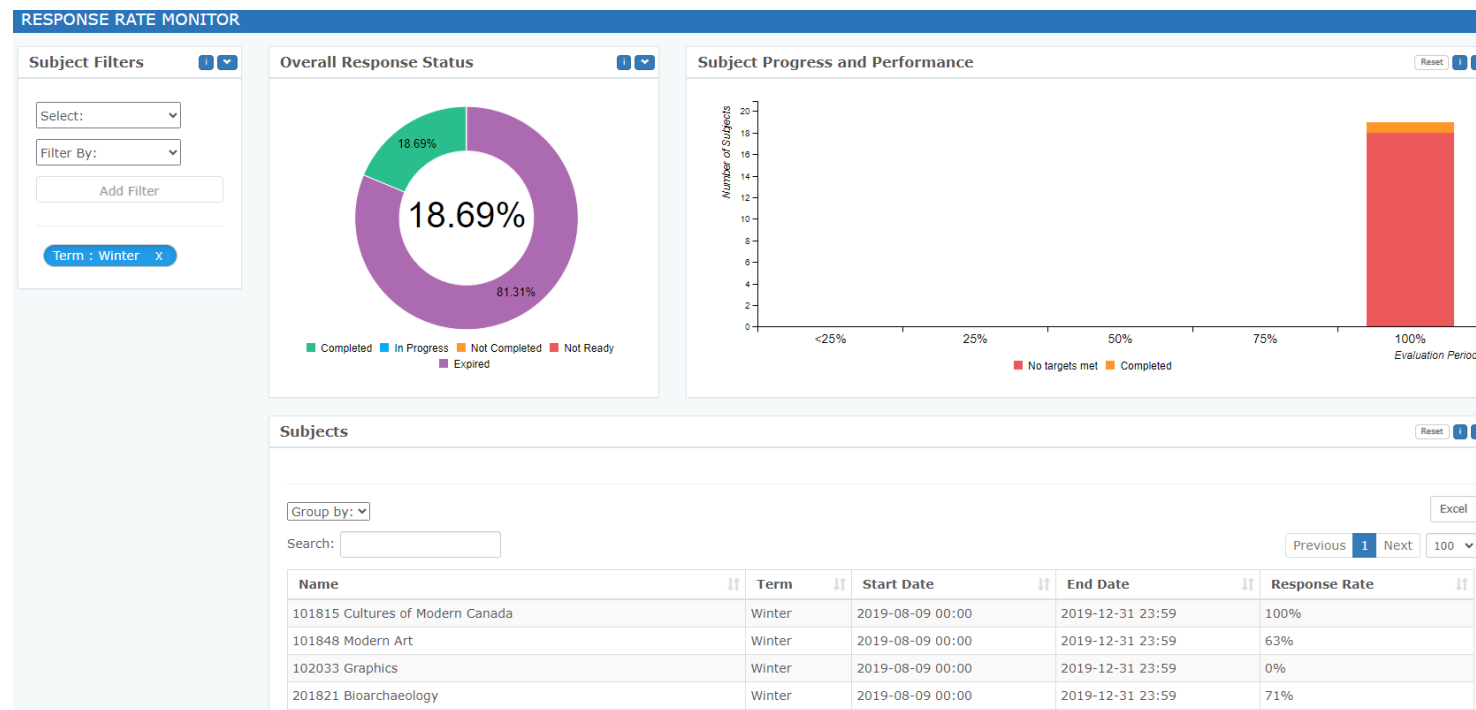 RESPONSE RATE MONITOR
Subject Filters
i
Select:
Filter By:
Add Filter
Term : Winter X
Overall Response Status
i
18.69%
18.69%
81.31%
Completed In Progress Not Completed Not Ready
Expired
Subject Progress and Performance
Reset i
Number of Subjects
20
18
16
14
12
10
8
6
4
2
0
<25% 25% 50% 75% 100%
Evaluation Period
No targets met Completed
Subjects
Reset i
Group by:
Excel
Search:
Previous 1 Next 100
Name Term Start Date End Date Response Rate
101815 Cultures of Modern Canada Winter 2019-08-09 00:00 2019-12-31 23:59 100%
101848 Modern Art Winter 2019-08-09 00:00 2019-12-31 23:59 63%
102033 Graphics Winter 2019-08-09 00:00 2019-12-31 23:59 0%
201821 Bioarchaeology Winter 2019-08-09 00:00 2019-12-31 23:59 71%